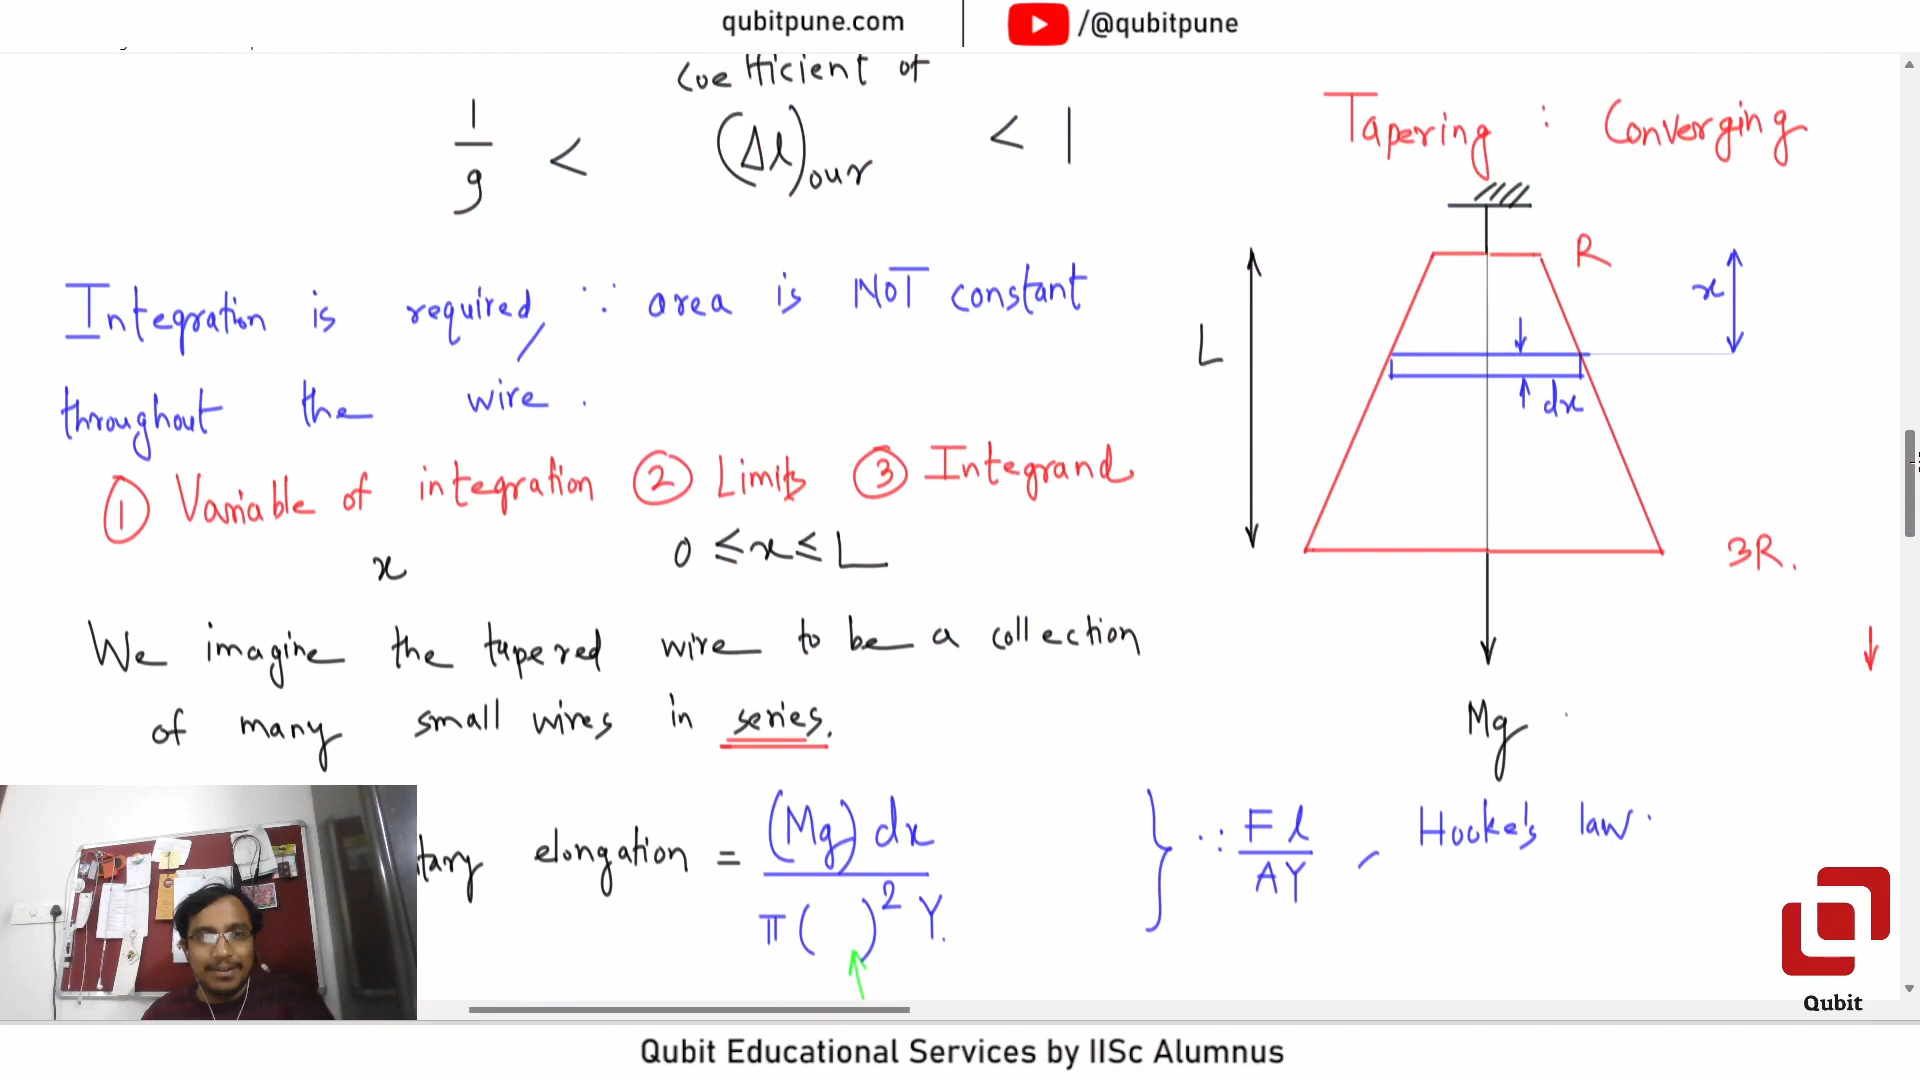 qubitpune.com
/@qubitpune
Coefficient of
1/9 < (Δl)our < 1
Tapering : Converging
R
x
L
dx
3R.
Mg
Integration is required, ∵ area is NOT constant
throughout the wire.
① Variable of integration ② Limits ③ Integrand
x 0 ≤ x ≤ L
We imagine the tapered wire to be a collection
of many small wires in series.
tary elongation = (Mg) dx / π( )² Y. } ∵ Fl / AY , Hooke's law.
Qubit
Qubit Educational Services by IISc Alumnus